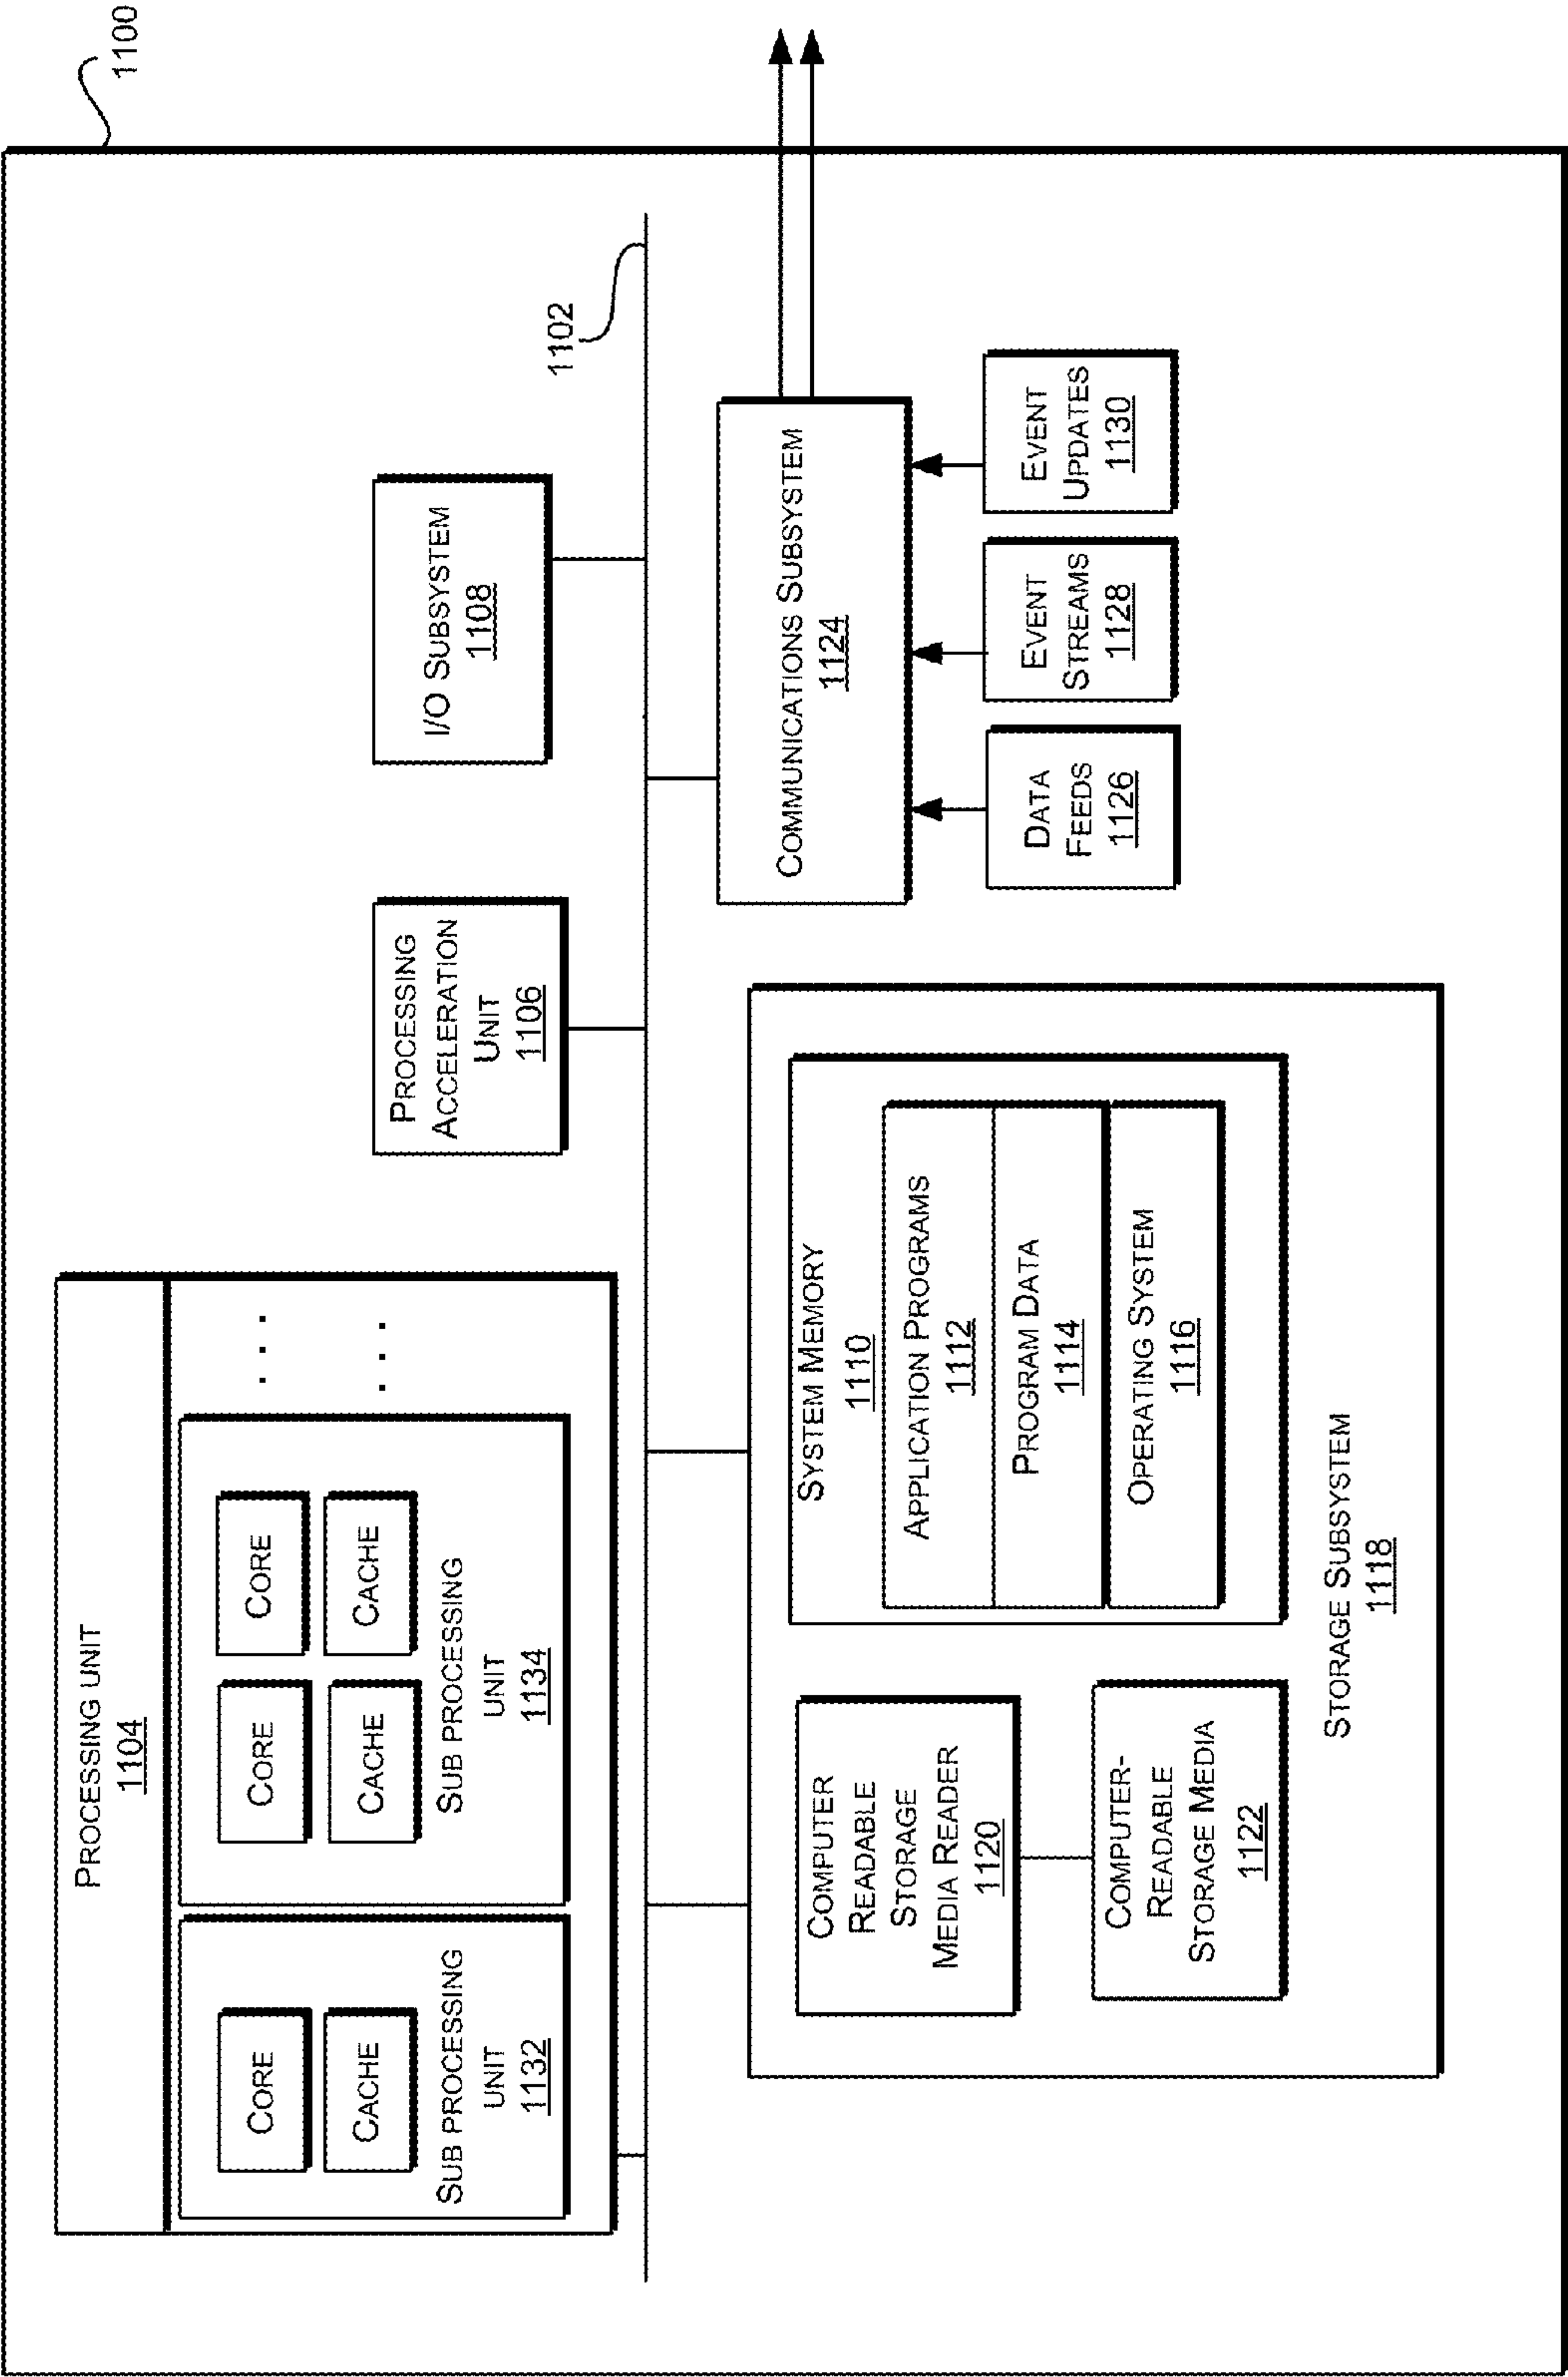 1100
PROCESSING UNIT
1104
CORE
CACHE
SUB PROCESSING
UNIT
1132
CORE
CORE
CACHE
CACHE
SUB PROCESSING
UNIT
1134
PROCESSING
ACCELERATION
UNIT
1106
I/O SUBSYSTEM
1108
1102
COMPUTER
READABLE
STORAGE
MEDIA READER
1120
COMPUTER-
READABLE
STORAGE MEDIA
1122
SYSTEM MEMORY
1110
APPLICATION PROGRAMS
1112
PROGRAM DATA
1114
OPERATING SYSTEM
1116
STORAGE SUBSYSTEM
1118
COMMUNICATIONS SUBSYSTEM
1124
DATA
FEEDS
1126
EVENT
STREAMS
1128
EVENT
UPDATES
1130